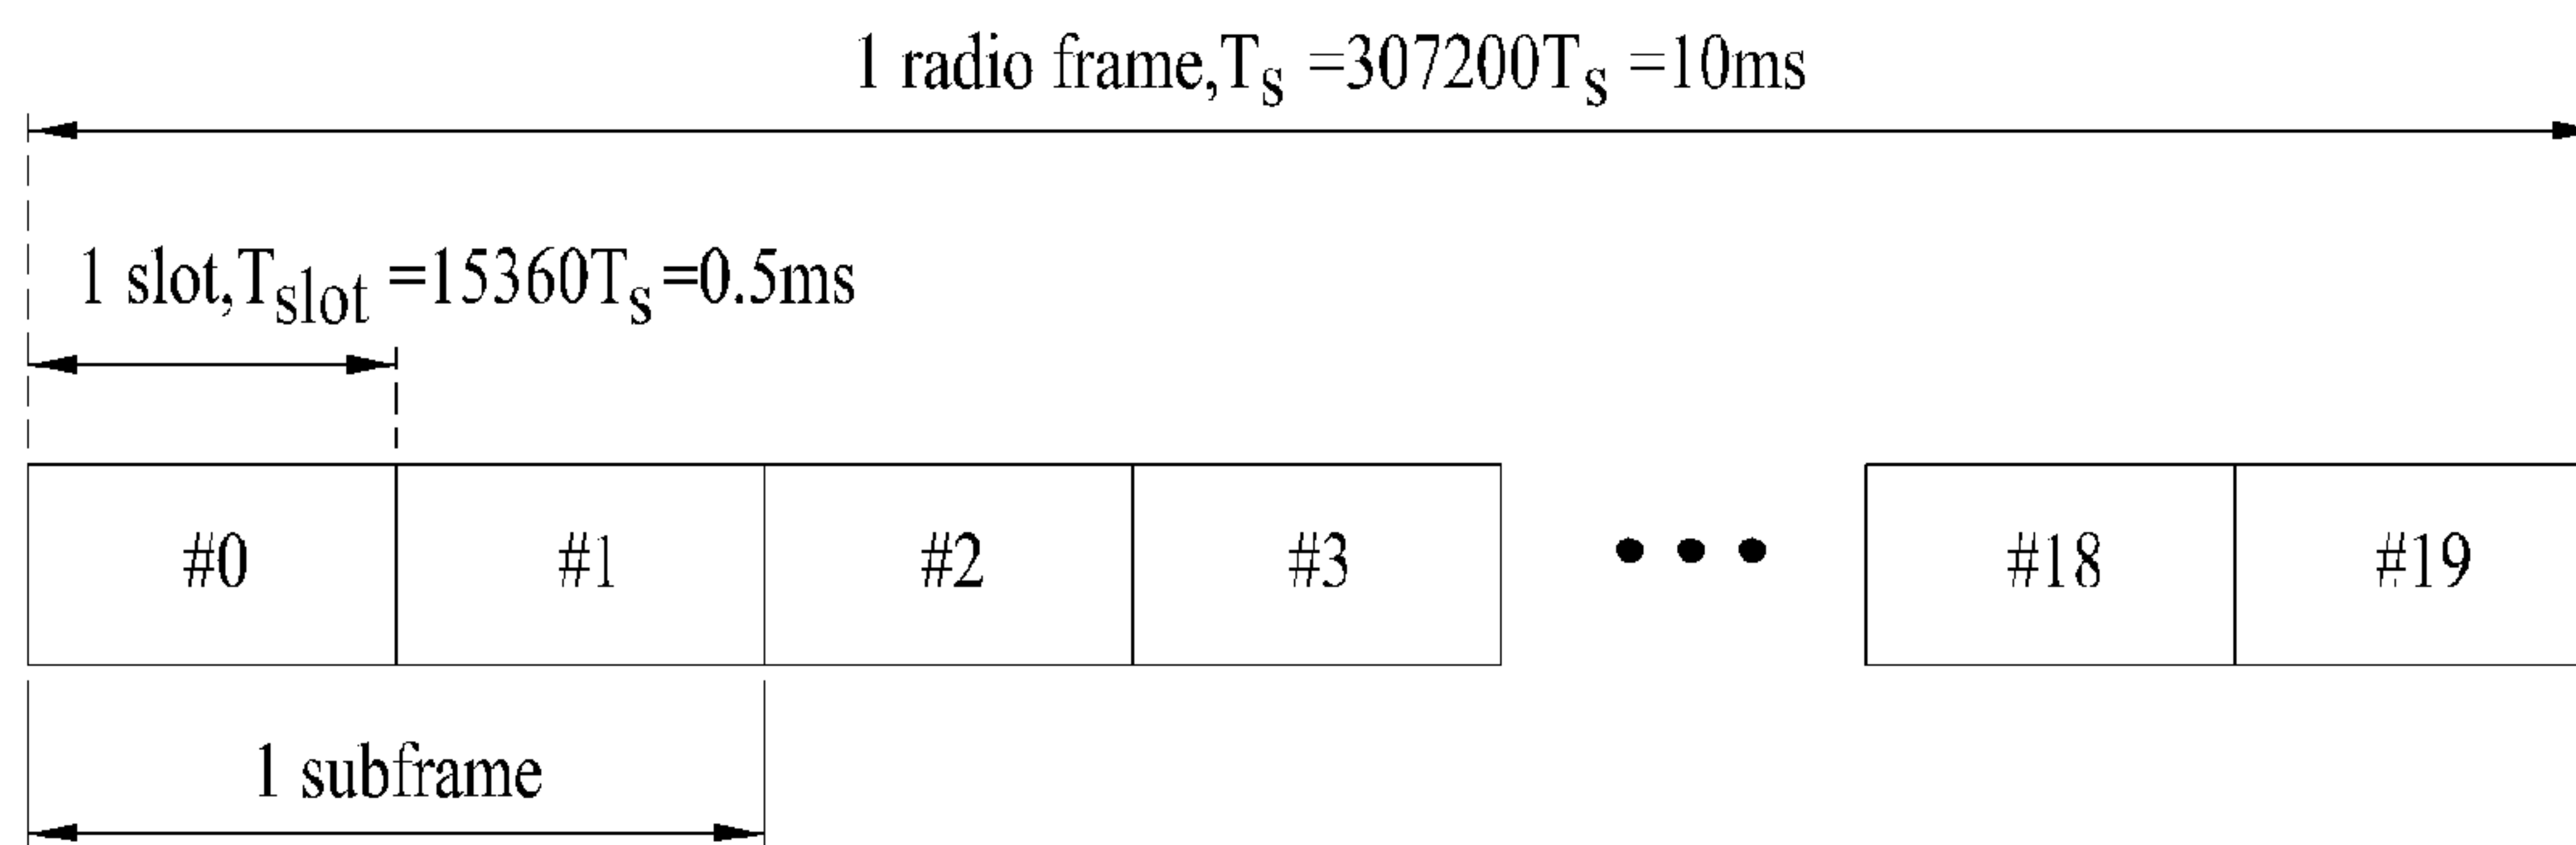 1 radio frame,Ts =307200Ts =10ms
1 slot,Tslot =15360Ts=0.5ms
#0 #1 #2 #3 ••• #18 #19
1 subframe